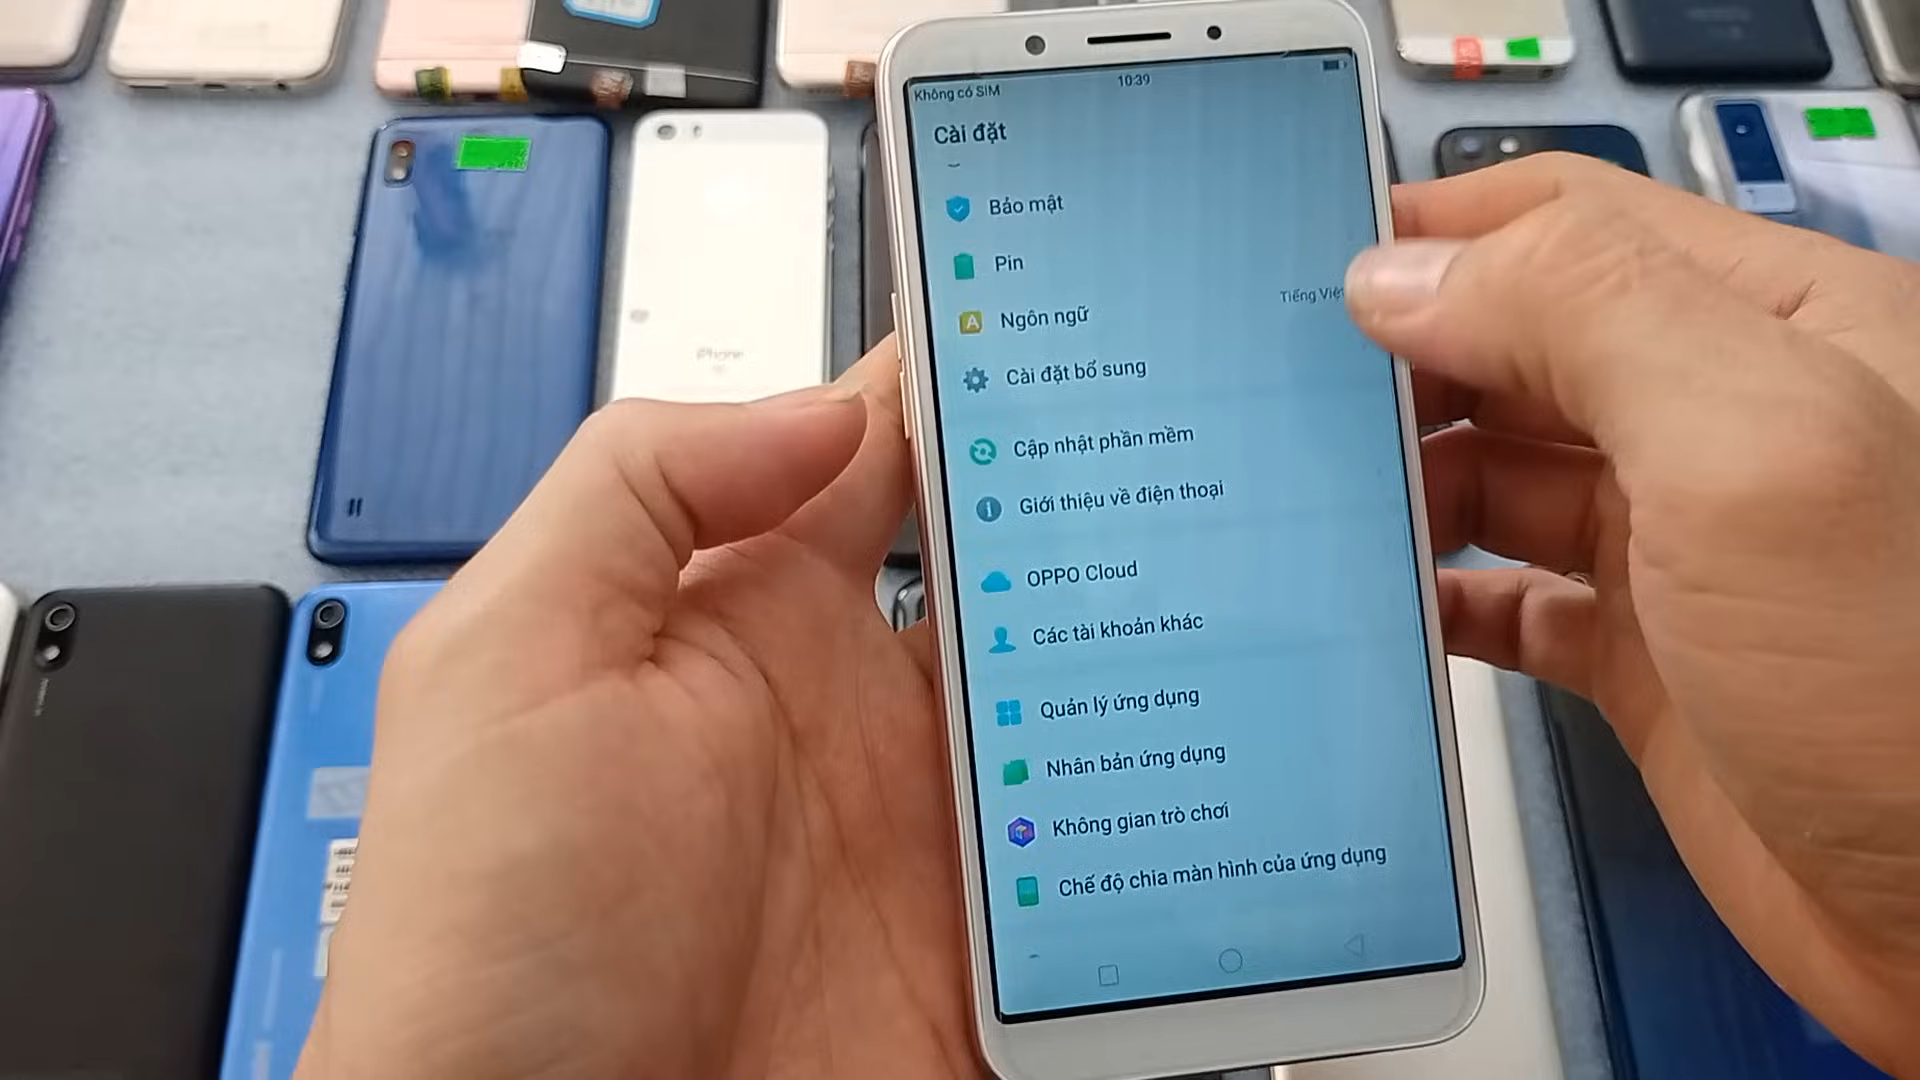 Không có SIM
10:39
Cài đặt
Bảo mật
Pin
Ngôn ngữ
Tiếng
Cài đặt bổ sung
Cập nhật phần mềm
Giới thiệu về điện thoại
OPPO Cloud
Các tài khoản khác
Quản lý ứng dụng
Nhân bản ứng dụng
Không gian trò chơi
Chế độ chia màn hình của ứng dụng
iPhone